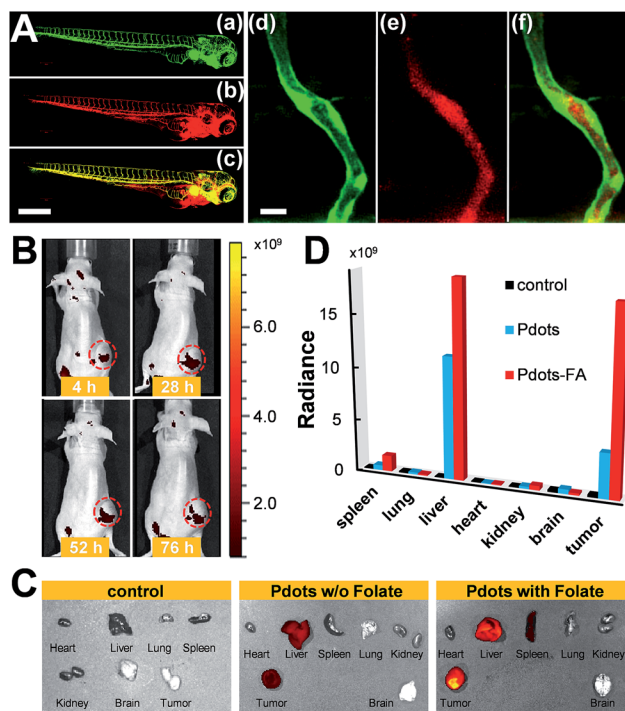 A
(a)
(b)
(c)
(d)
(e)
(f)
B
4 h
28 h
52 h
76 h
x10⁹
6.0
4.0
2.0
D
x10⁹
15
10
5
0
Radiance
control
Pdots
Pdots-FA
spleen
lung
liver
heart
kidney
brain
tumor
C
control
Heart
Liver
Lung
Spleen
Kidney
Brain
Tumor
Pdots w/o Folate
Heart
Liver
Spleen
Lung
Kidney
Tumor
Brain
Pdots with Folate
Heart
Liver
Spleen
Lung
Kidney
Tumor
Brain